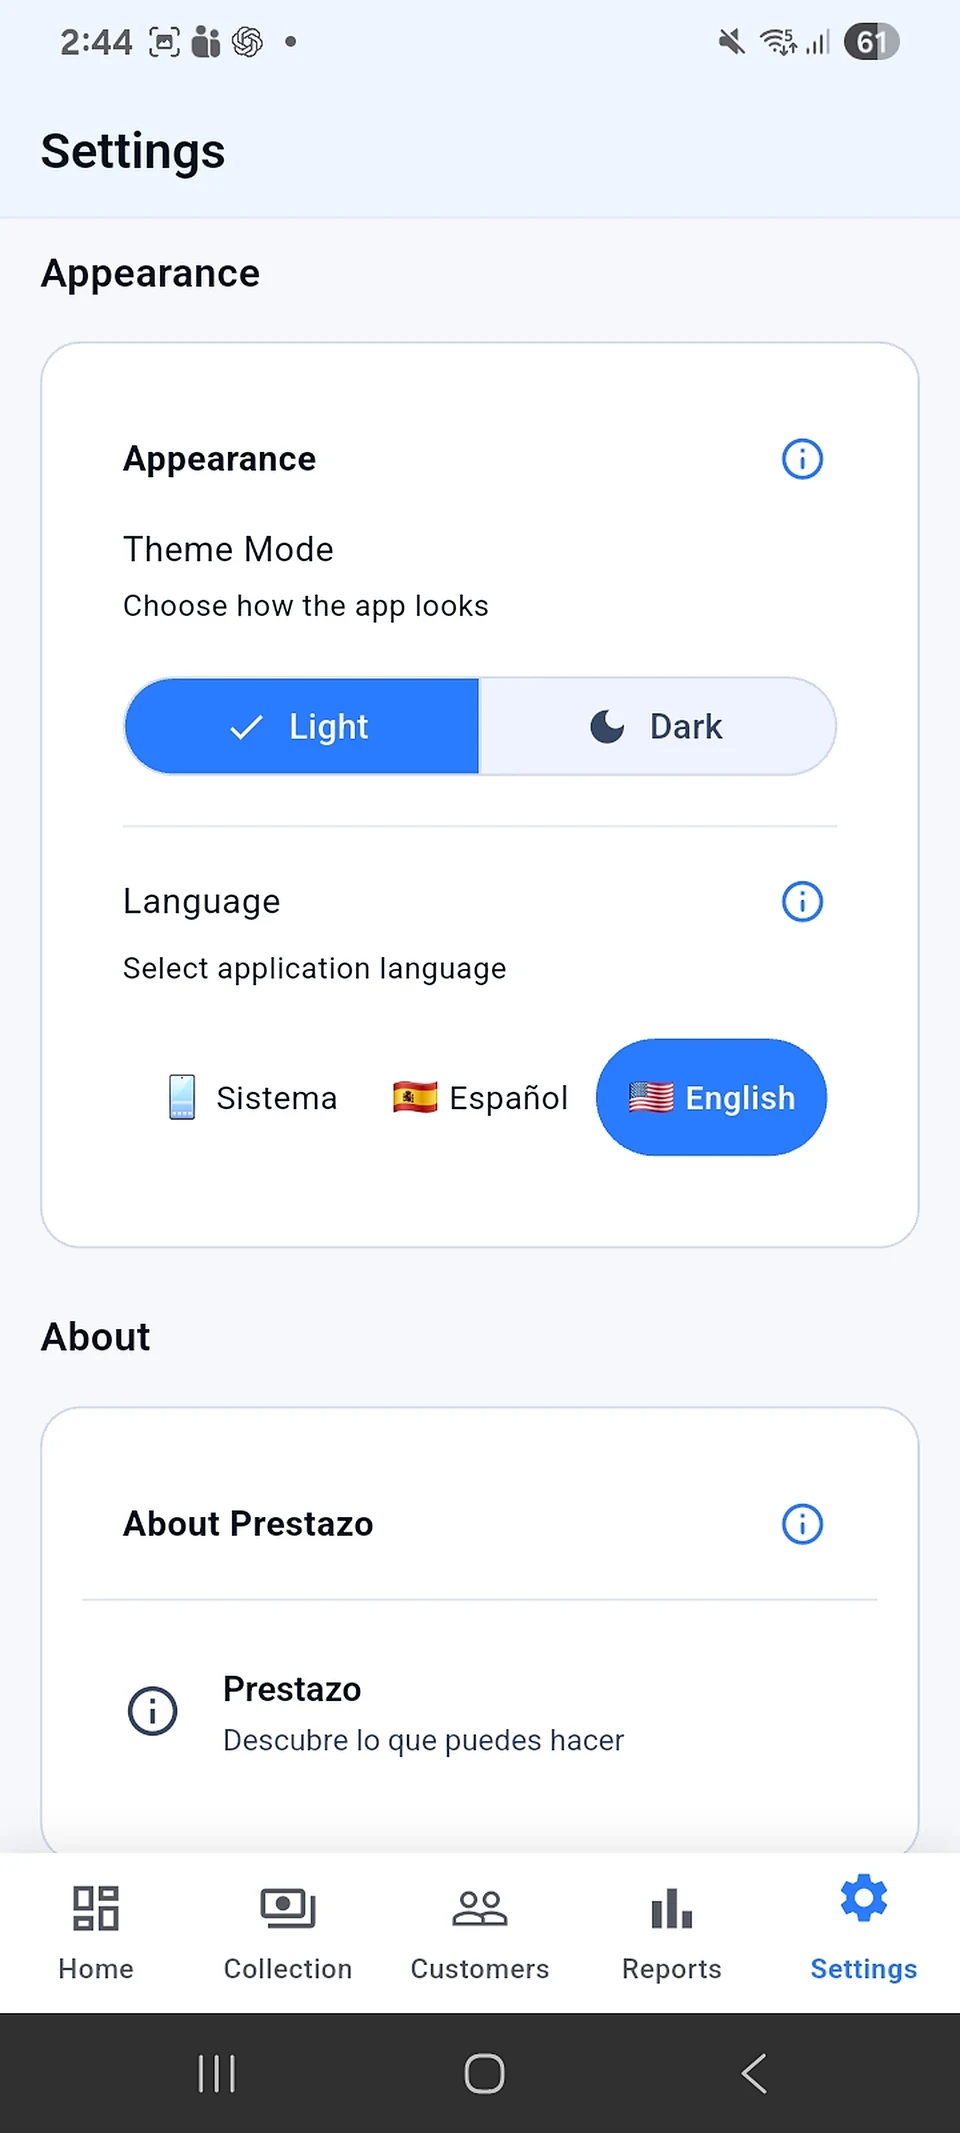 2:44
5
61
Settings
Appearance
Appearance
Theme Mode
Choose how the app looks
Light
Dark
Language
Select application language
Sistema
Español
English
About
About Prestazo
Prestazo
Descubre lo que puedes hacer
Home
Collection
Customers
Reports
Settings